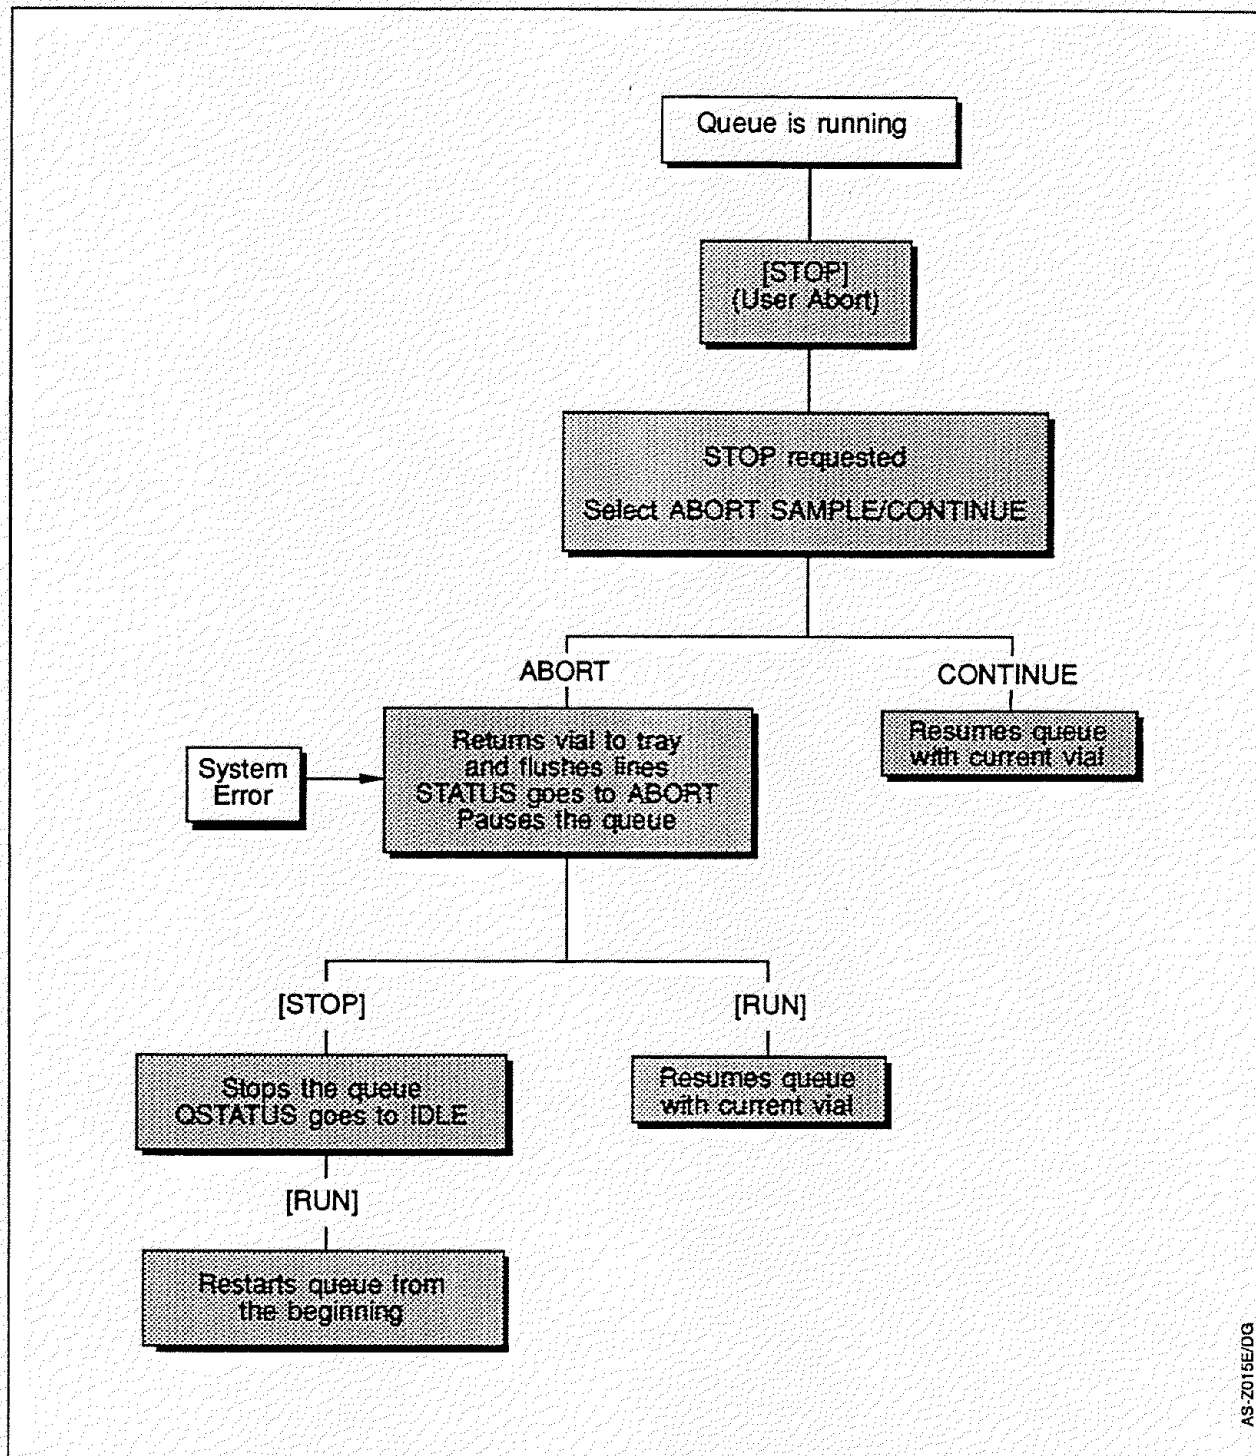 Queue is running
[STOP]
(User Abort)
STOP requested
Select ABORT SAMPLE/CONTINUE
ABORT
CONTINUE
Returns vial to tray
and flushes lines
STATUS goes to ABORT
Pauses the queue
Resumes queue
with current vial
System
Error
[STOP]
[RUN]
Stops the queue
QSTATUS goes to IDLE
Resumes queue
with current vial
[RUN]
Restarts queue from
the beginning
AS-Z015E/DG